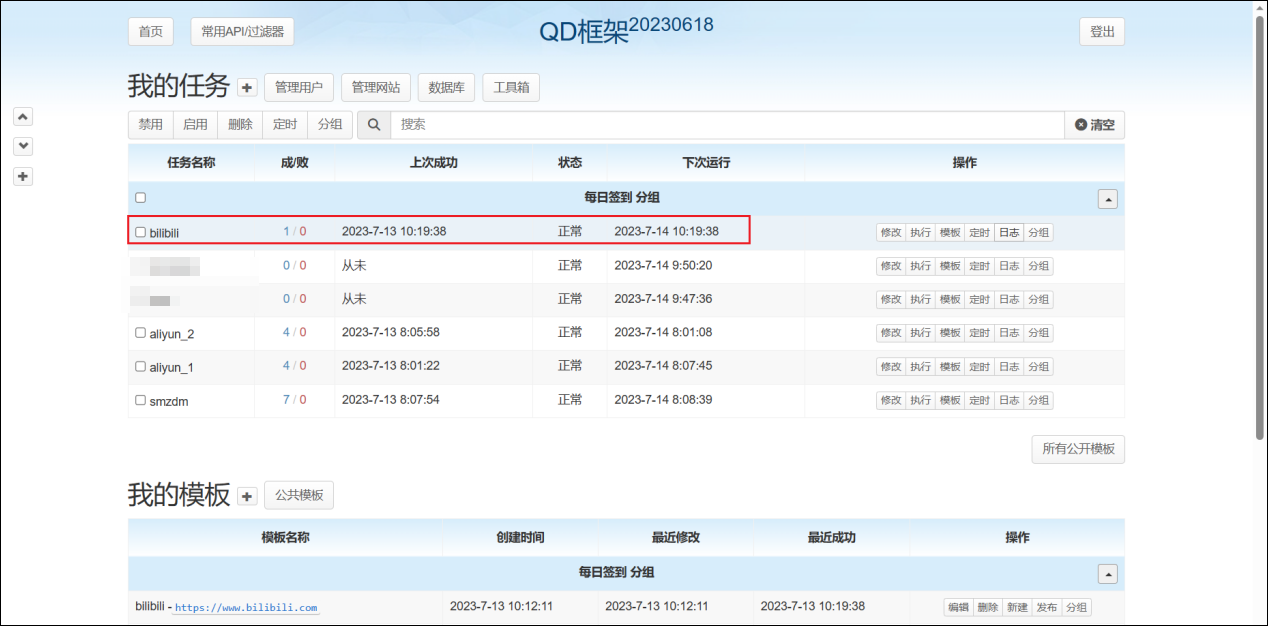 首页 常用API/过滤器 QD框架20230618 登出
我的任务 管理用户 管理网站 数据库 工具箱
禁用 启用 删除 定时 分组 搜索 清空
任务名称 成/败 上次成功 状态 下次运行 操作
每日签到 分组
bilibili 1 / 0 2023-7-13 10:19:38 正常 2023-7-14 10:19:38 修改 执行 模板 定时 日志 分组
0 / 0 从未 正常 2023-7-14 9:50:20 修改 执行 模板 定时 日志 分组
0 / 0 从未 正常 2023-7-14 9:47:36 修改 执行 模板 定时 日志 分组
aliyun_2 4 / 0 2023-7-13 8:05:58 正常 2023-7-14 8:01:08 修改 执行 模板 定时 日志 分组
aliyun_1 4 / 0 2023-7-13 8:01:22 正常 2023-7-14 8:07:45 修改 执行 模板 定时 日志 分组
smzdm 7 / 0 2023-7-13 8:07:54 正常 2023-7-14 8:08:39 修改 执行 模板 定时 日志 分组
所有公开模板
我的模板 公共模板
模板名称 创建时间 最近修改 最近成功 操作
每日签到 分组
bilibili - https://www.bilibili.com 2023-7-13 10:12:11 2023-7-13 10:12:11 2023-7-13 10:19:38 编辑 删除 新建 发布 分组